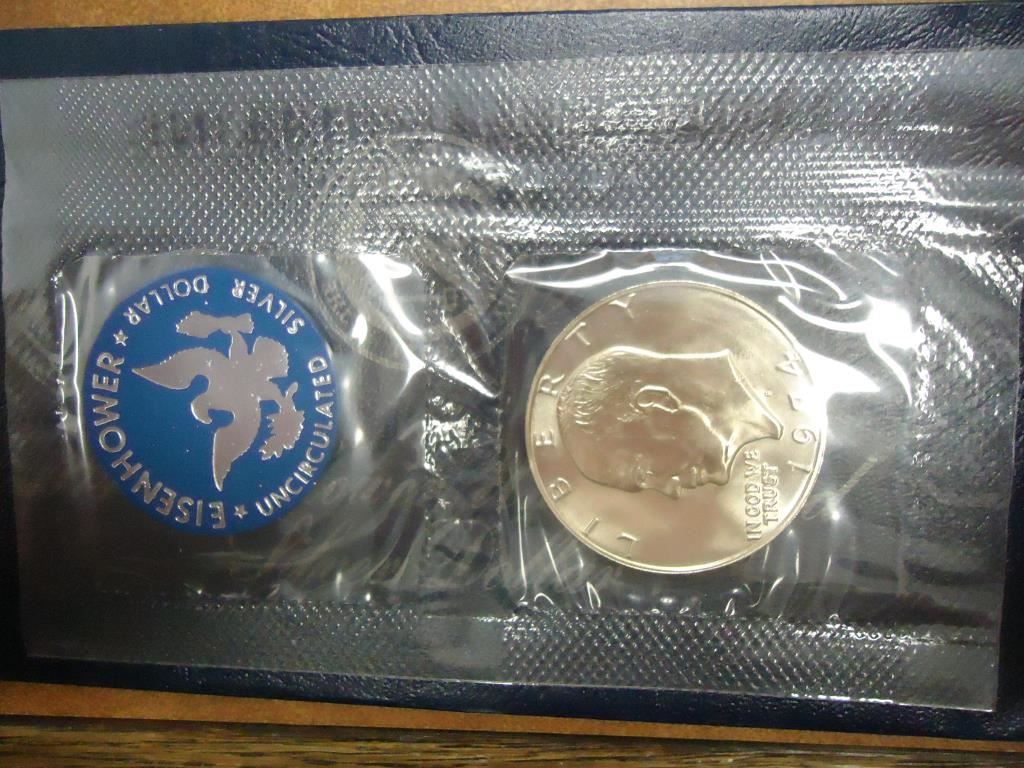 EISENHOWER
SILVER DOLLAR
UNCIRCULATED
LIBERTY
IN GOD WE
TRUST
1974